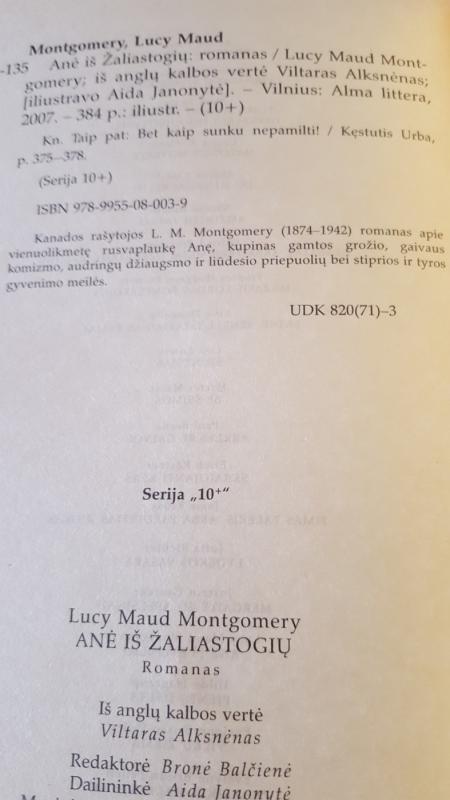 Montgomery, Lucy Maud
-135 Anė iš Žaliastogių: romanas / Lucy Maud Mont-
gomery; iš anglų kalbos vertė Viltaras Alksnėnas;
[iliustravo Aida Janonytė]. – Vilnius: Alma littera,
2007. – 384 p.: iliustr. – (10+)
Kn. Taip pat: Bet kaip sunku nepamilti! / Kęstutis Urba,
p. 375–378.
(Serija 10+)
ISBN 978-9955-08-003-9
Kanados rašytojos L. M. Montgomery (1874–1942) romanas apie
vienuolikmetę rusvaplaukę Anę, kupinas gamtos grožio, gaivaus
komizmo, audringų džiaugsmo ir liūdesio priepuolių bei stiprios ir tyros
gyvenimo meilės.
UDK 820(71)–3
Serija „10+“
Lucy Maud Montgomery
ANĖ IŠ ŽALIASTOGIŲ
Romanas
Iš anglų kalbos vertė
Viltaras Alksnėnas
Redaktorė Bronė Balčienė
Dailininkė Aida Janonytė